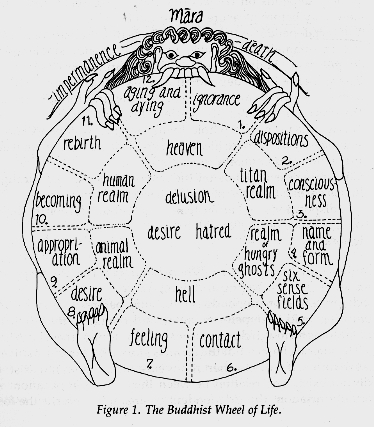 Māra
impermanence
death
12.
aging and
dying
ignorance
1.
11.
rebirth
heaven
dispositions
2.
human
realm
titan
realm
conscious
ness
3.
becoming
10.
delusion
desire hatred
appropri-
ation
9.
animal
realm
realm
of
hungry
ghosts
name
and
form
4.
desire
8.
hell
six
sense
fields
5.
feeling
7.
contact
6.
Figure 1. The Buddhist Wheel of Life.